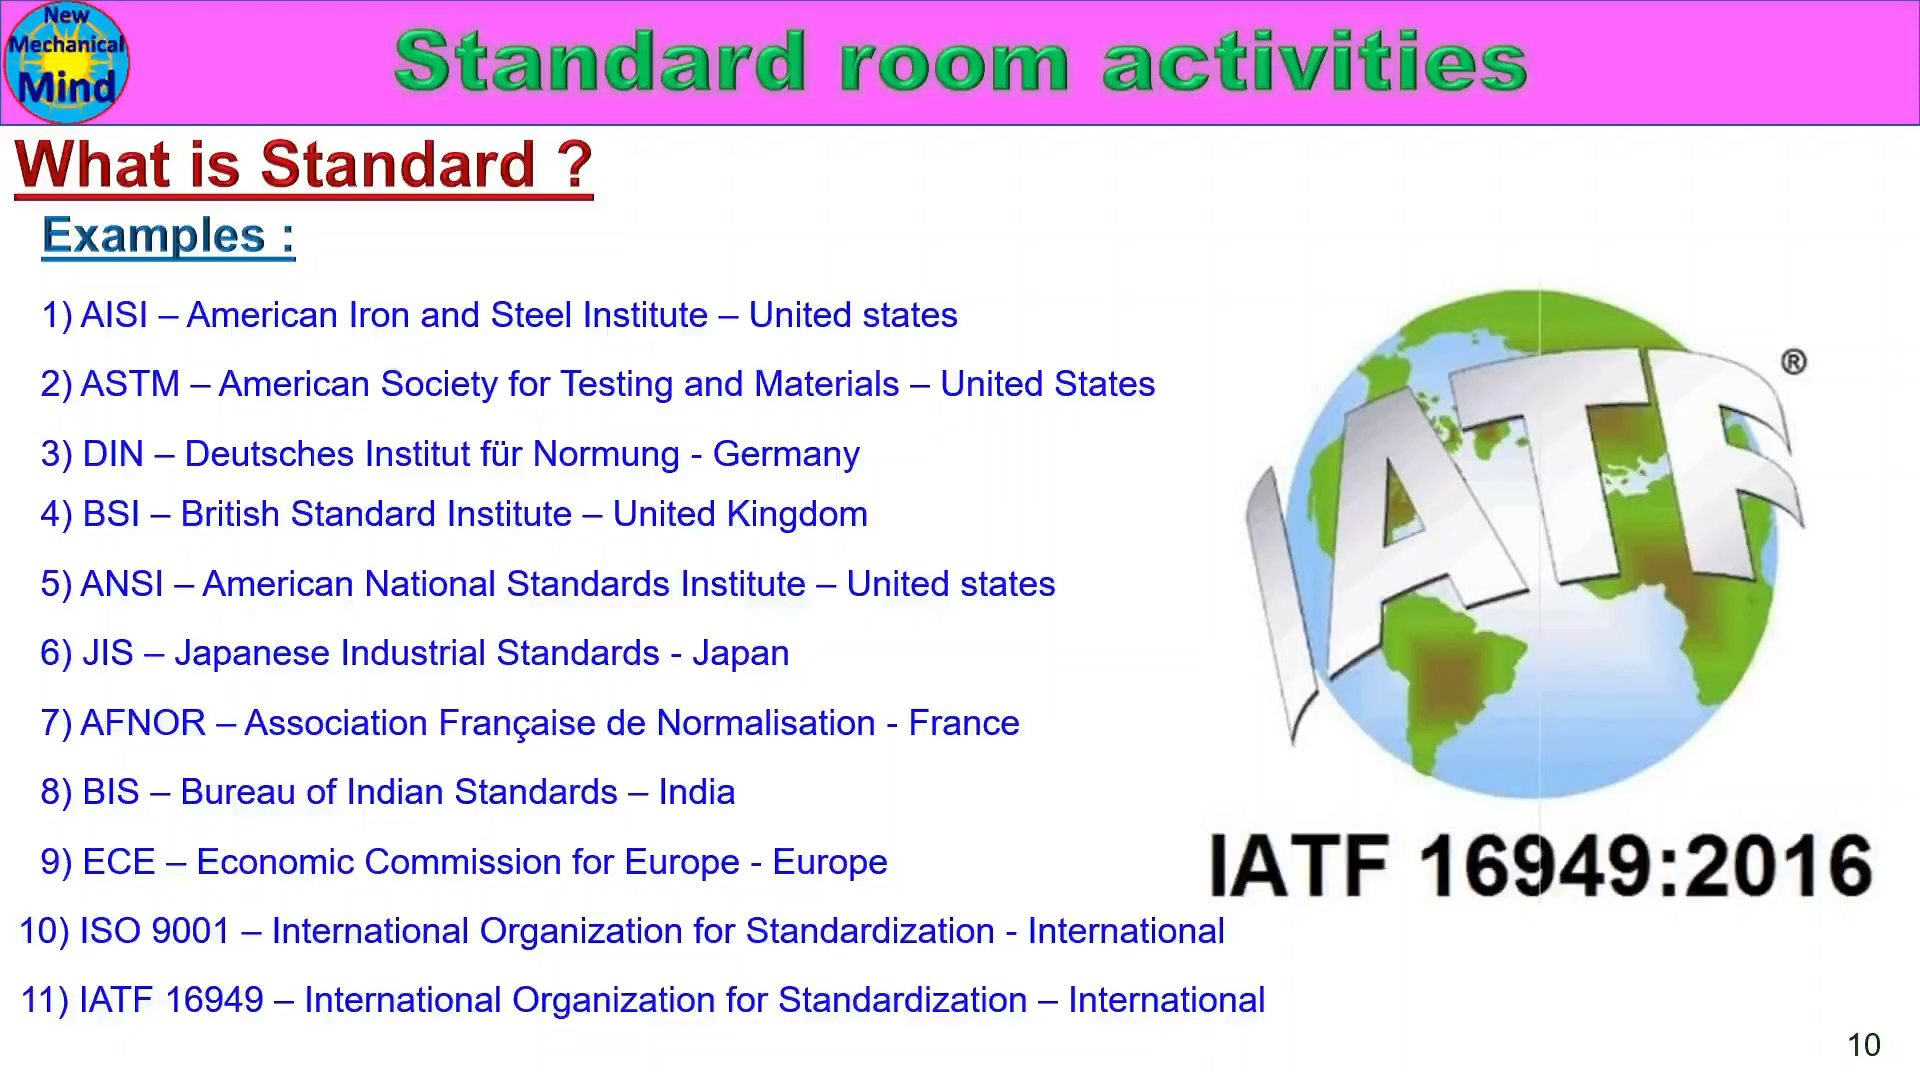 New
Mechanical
Mind
Standard room activities
What is Standard ?
Examples :
1) AISI – American Iron and Steel Institute – United states
2) ASTM – American Society for Testing and Materials – United States
3) DIN – Deutsches Institut für Normung - Germany
4) BSI – British Standard Institute – United Kingdom
5) ANSI – American National Standards Institute – United states
6) JIS – Japanese Industrial Standards - Japan
7) AFNOR – Association Française de Normalisation - France
8) BIS – Bureau of Indian Standards – India
9) ECE – Economic Commission for Europe - Europe
10) ISO 9001 – International Organization for Standardization - International
11) IATF 16949 – International Organization for Standardization – International
IATF ®
IATF 16949:2016
10